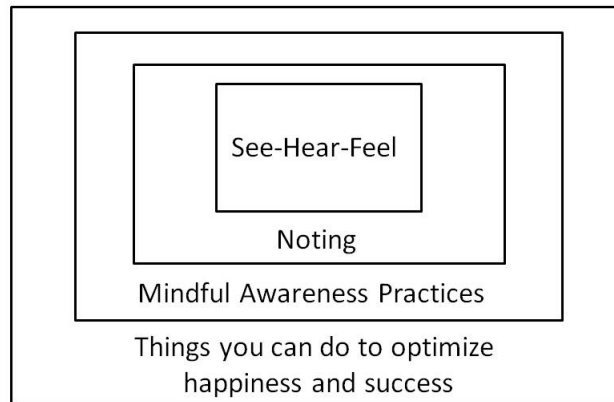 See-Hear-Feel
Noting
Mindful Awareness Practices
Things you can do to optimize
happiness and success